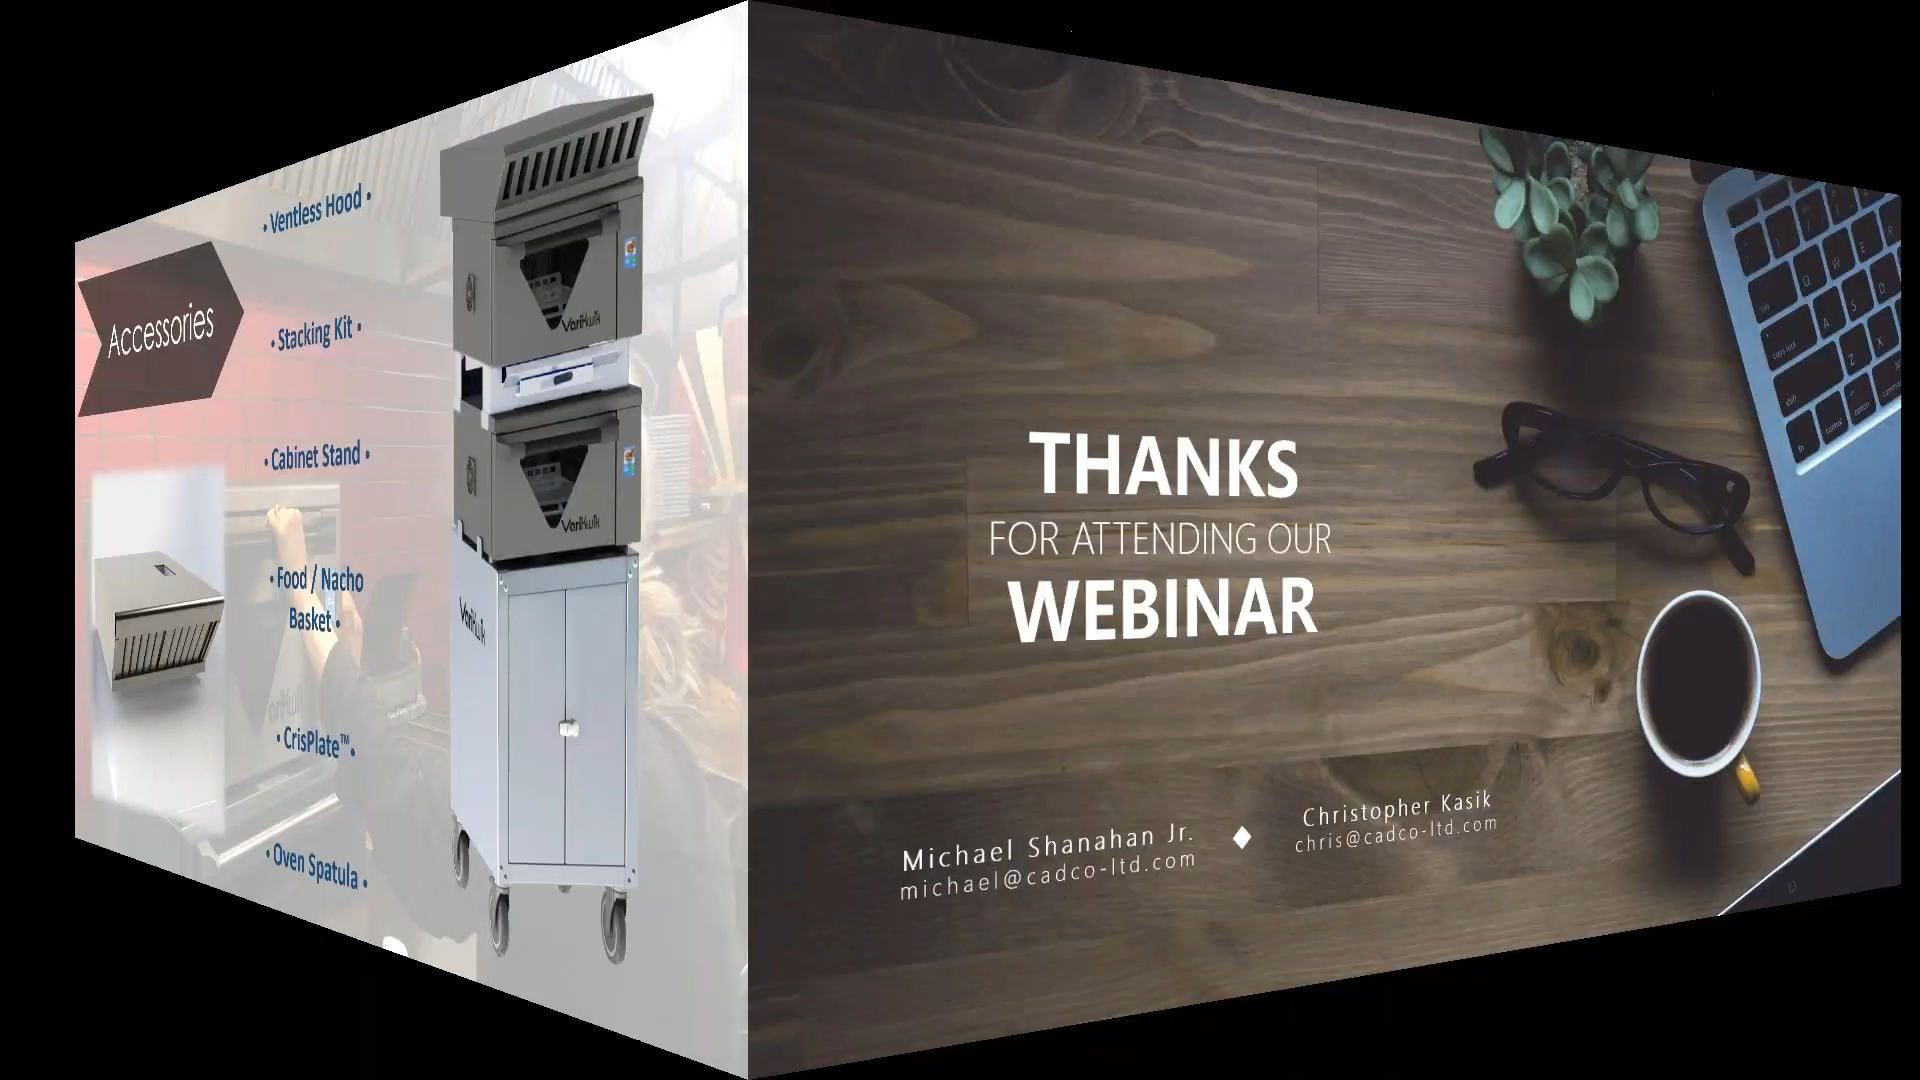 Accessories
• Ventless Hood •
• Stacking Kit •
• Cabinet Stand •
• Food / Nacho
Basket •
• CrisPlate™ •
• Oven Spatula •
VariKwik
VariKwik
VariKwik
THANKS
FOR ATTENDING OUR
WEBINAR
Michael Shanahan Jr.
michael@cadco-ltd.com
Christopher Kasik
chris@cadco-ltd.com